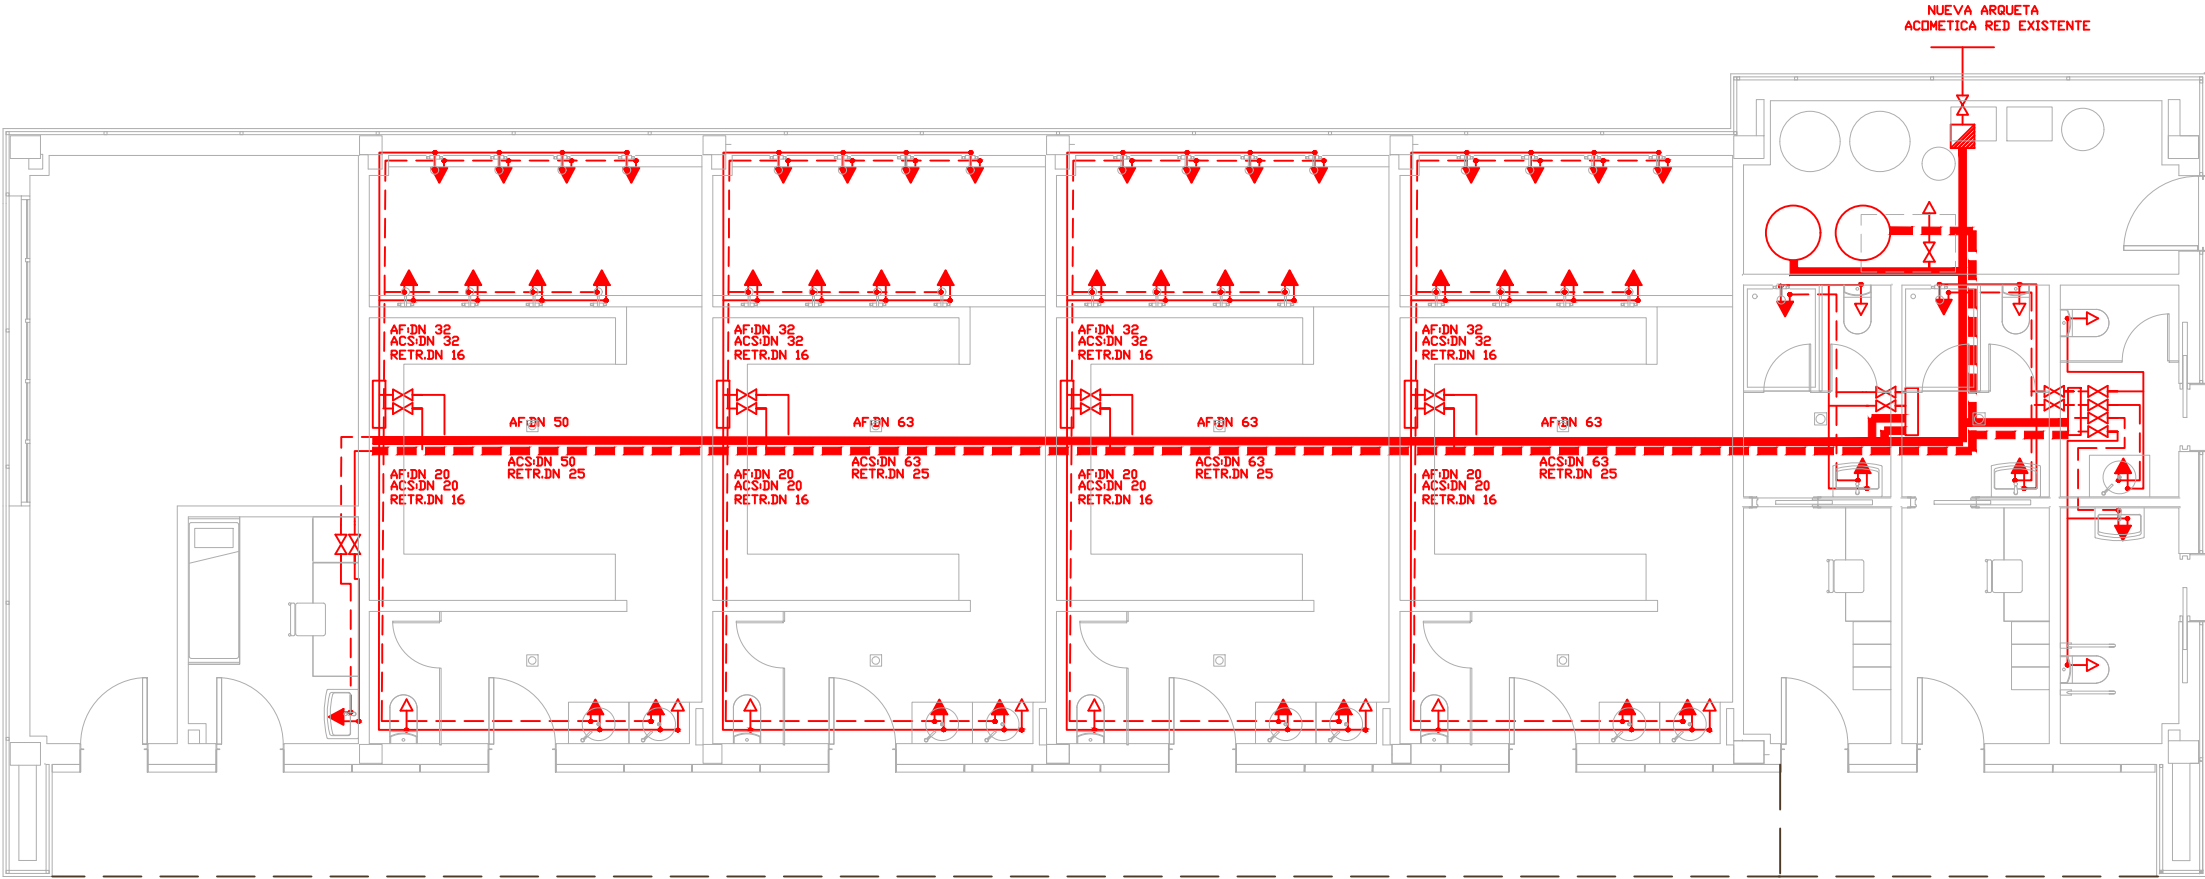 NUEVA ARQUETA
ACOMETICA RED EXISTENTE
AF:DN 32
ACS:DN 32
RETR.DN 16
AF:DN 32
ACS:DN 32
RETR.DN 16
AF:DN 32
ACS:DN 32
RETR.DN 16
AF:DN 32
ACS:DN 32
RETR.DN 16
AF:DN 50
AF:DN 63
AF:DN 63
AF:DN 63
ACS:DN 50
RETR.DN 25
ACS:DN 63
RETR.DN 25
ACS:DN 63
RETR.DN 25
ACS:DN 63
RETR.DN 25
AF:DN 20
ACS:DN 20
RETR.DN 16
AF:DN 20
ACS:DN 20
RETR.DN 16
AF:DN 20
ACS:DN 20
RETR.DN 16
AF:DN 20
ACS:DN 20
RETR.DN 16